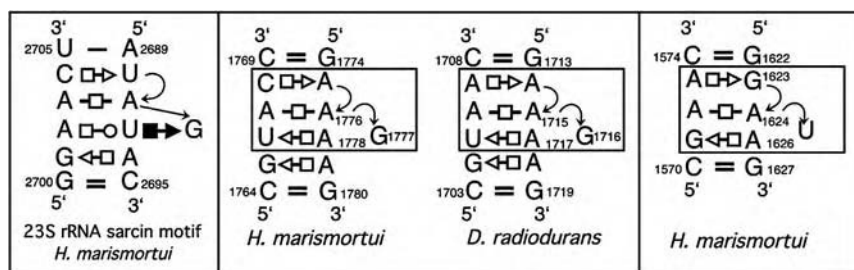 3' 5'
2705 U – A 2689
C U
A A
A U G
G A
2700 G = C 2695
5' 3'
23S rRNA sarcin motif
H. marismortui
3' 5'
1769 C = G 1774
C A
A A 1776
U A 1778 G 1777
G A
1764 C = G 1780
5' 3'
H. marismortui
3' 5'
1708 C = G 1713
A A
A A 1715
U A 1717 G 1716
G A
1703 C = G 1719
5' 3'
D. radiodurans
3' 5'
1574 C = G 1622
A G 1623
A A 1624
G A 1626 U
1570 C = G 1627
5' 3'
H. marismortui